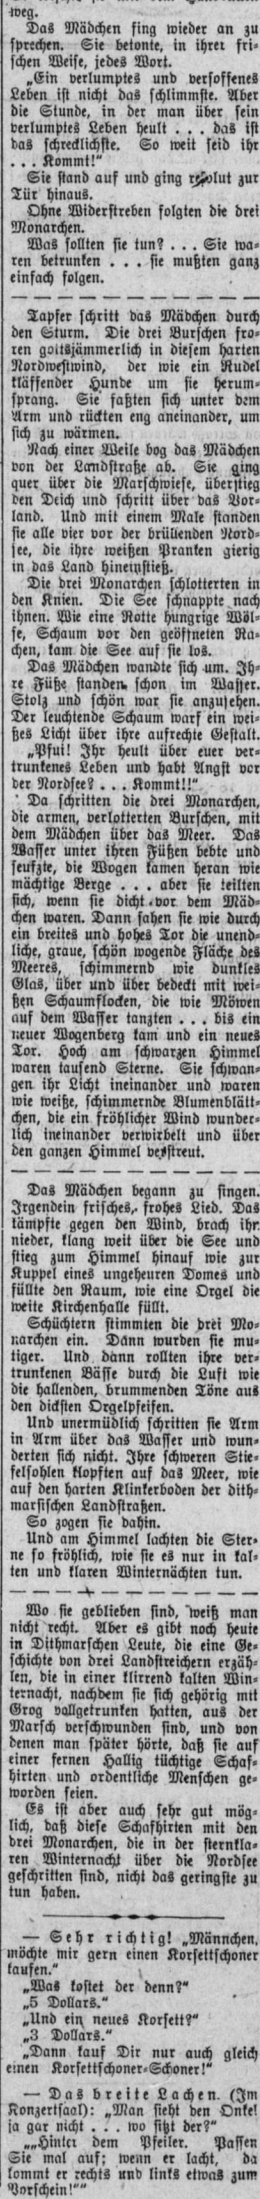 weg.
Das Mädchen fing wieder an zu
sprechen. Sie betonte, in ihrer fri-
schen Weise, jedes Wort.
„Ein verlumptes und versoffenes
Leben ist nicht das schlimmste. Aber
die Stunde, in der man über sein
verlumptes Leben heult . . . das ist
das schrecklichste. So weit seid ihr
. . . Kommt!“
Sie stand auf und ging resolut zur
Tür hinaus.
Ohne Widerstreben folgten die drei
Monarchen.
Was sollten sie tun? . . . Sie wa-
ren betrunken . . . sie mußten ganz
einfach folgen.
Tapfer schritt das Mädchen durch
den Sturm. Die drei Burschen fro-
ren gottsjämmerlich in diesem harten
Nordwestwind, der wie ein Rudel
kläffender Hunde um sie herum-
sprang. Sie faßten sich unter dem
Arm und rückten eng aneinander, um
sich zu wärmen.
Nach einer Weile bog das Mädchen
von der Landstraße ab. Sie ging
quer über die Marschwiese, überstieg
den Deich und schritt über das Vor-
land. Und mit einem Male standen
sie alle vier vor der brüllenden Nord-
see, die ihre weißen Pranken gierig
in das Land hineinstieß.
Die drei Monarchen schlotterten in
den Knien. Die See schnappte nach
ihnen. Wie eine Rotte hungrige Wöl-
fe, Schaum vor den geöffneten Ra-
chen, kam die See auf sie los.
Das Mädchen wandte sich um. Ih-
re Füße standen schon im Wasser.
Stolz und schön war sie anzusehen.
Der leuchtende Schaum warf ein wei-
ßes Licht über ihre aufrechte Gestalt.
„Pfui! Ihr heult über euer ver-
trunkenes Leben und habt Angst vor
der Nordsee? . . . Kommt!!“
Da schritten die drei Monarchen,
die armen, verlotterten Burschen, mit
dem Mädchen über das Meer. Das
Wasser unter ihren Füßen bebte und
seufzte, die Wogen kamen heran wie
mächtige Berge . . . aber sie teilten
sich, wenn sie dicht vor dem Mäd-
chen waren. Dann sahen sie wie durch
ein breites und hohes Tor die unend-
liche, graue, schön wogende Fläche des
Meeres, schimmernd wie dunkles
Glas, über und über bedeckt mit wei-
ßen Schaumflocken, die wie Möwen
auf dem Wasser tanzten . . . bis ein
neuer Wogenberg kam und ein neues
Tor. Hoch am schwarzen Himmel
waren tausend Sterne. Sie schwan-
gen ihr Licht ineinander und waren
wie weiße, schimmernde Blumenblätt-
chen, die ein fröhlicher Wind wunder-
lich ineinander verwirbelt und über
den ganzen Himmel verstreut.
Das Mädchen begann zu singen.
Irgendein frisches, frohes Lied. Das
kämpfte gegen den Wind, brach ihn
nieder, klang weit über die See und
stieg zum Himmel hinauf wie zur
Kuppel eines ungeheuren Domes und
füllte den Raum, wie eine Orgel die
weite Kirchenhalle füllt.
Schüchtern stimmten die drei Mo-
narchen ein. Dann wurden sie mu-
tiger. Und dann rollten ihre ver-
trunkenen Bässe durch die Luft wie
die hallenden, brummenden Töne aus
den dicksten Orgelpfeifen.
Und unermüdlich schritten sie Arm
in Arm über das Wasser und wun-
derten sich nicht. Ihre schweren Stie-
felsohlen klopften auf das Meer, wie
auf den harten Klinkerboden der dith-
marsischen Landstraßen.
So zogen sie dahin.
Und am Himmel lachten die Ster-
ne so fröhlich, wie sie es nur in kal-
ten und klaren Winternächten tun.
Wo sie geblieben sind, weiß man
nicht recht. Aber es gibt noch heute
in Dithmarschen Leute, die eine Ge-
schichte von drei Landstreichern erzäh-
len, die in einer klirrend kalten Win-
ternacht, nachdem sie sich gehörig mit
Grog vollgetrunken hatten, aus der
Marsch verschwunden sind, und von
denen man später hörte, daß sie auf
einer fernen Hallig tüchtige Schaf-
hirten und ordentliche Menschen ge-
worden seien.
Es ist aber auch sehr gut mög-
lich, daß diese Schafhirten mit den
drei Monarchen, die in der sternkla-
ren Winternacht über die Nordsee
geschritten sind, nicht das geringste zu
tun haben.
— Sehr richtig! „Männchen,
möchte mir gern einen Korsettschoner
kaufen.“
„Was kostet der denn?“
„5 Dollars.“
„Und ein neues Korsett?“
„3 Dollars.“
„Dann kauf Dir nur auch gleich
einen Korsettschoner-Schoner!“
— Das breite Lachen. (Im
Konzertsaal): „Man sieht den Onkel
ja gar nicht . . . wo sitzt der?“
„„Hinter dem Pfeiler. Passen
Sie mal auf; wenn er lacht, da
kommt er rechts und links etwas zum
Vorschein!““